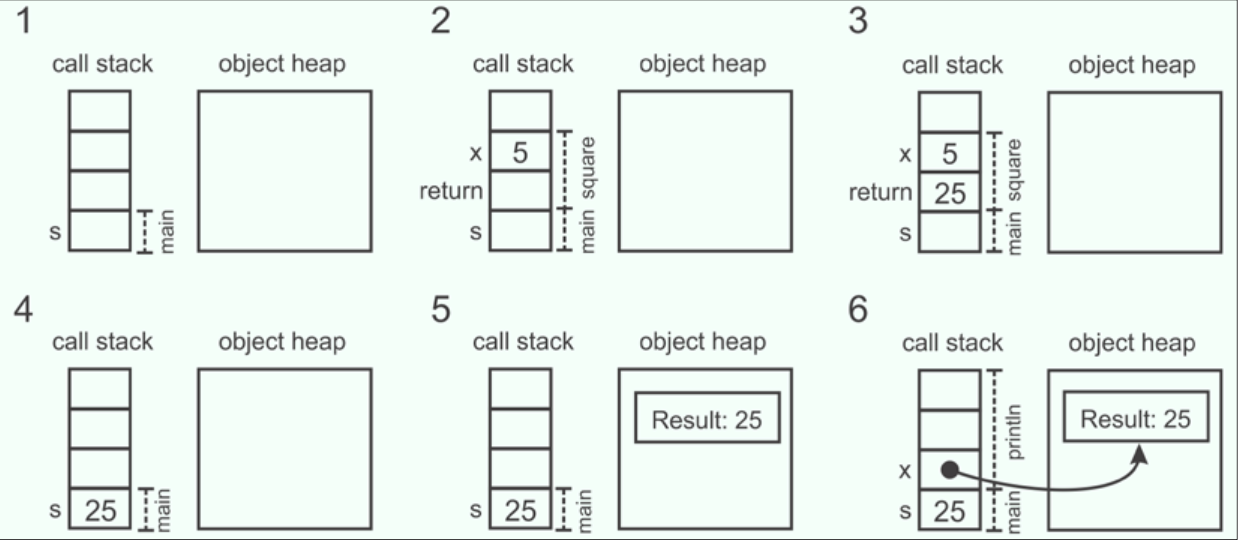 1
call stack object heap
s
main
2
call stack object heap
x 5
return
s
square
main
3
call stack object heap
x 5
return 25
s
square
main
4
call stack object heap
s 25
main
5
call stack object heap
Result: 25
s 25
main
6
call stack object heap
Result: 25
x
s 25
println
main